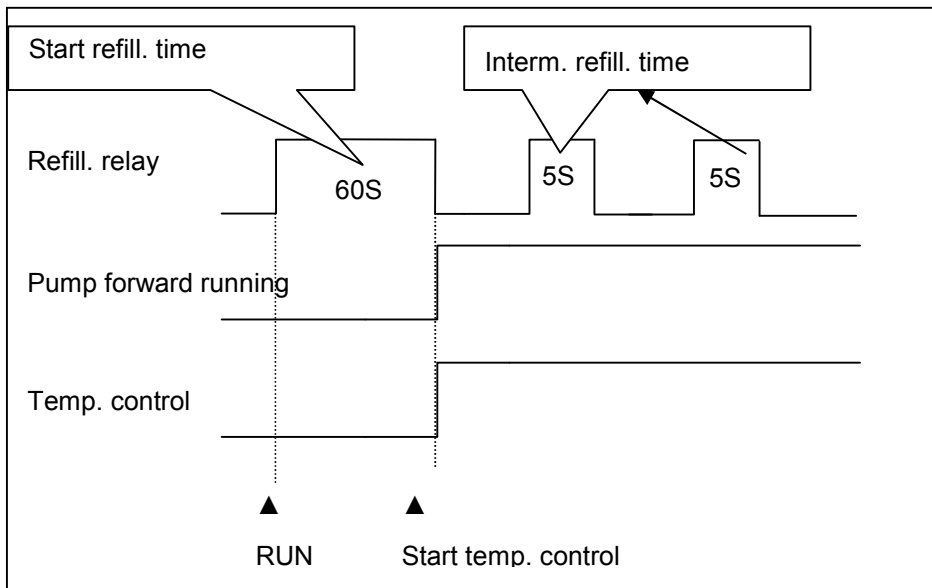 Start refill. time
Interm. refill. time
Refill. relay
60S
5S
5S
Pump forward running
Temp. control
RUN
Start temp. control